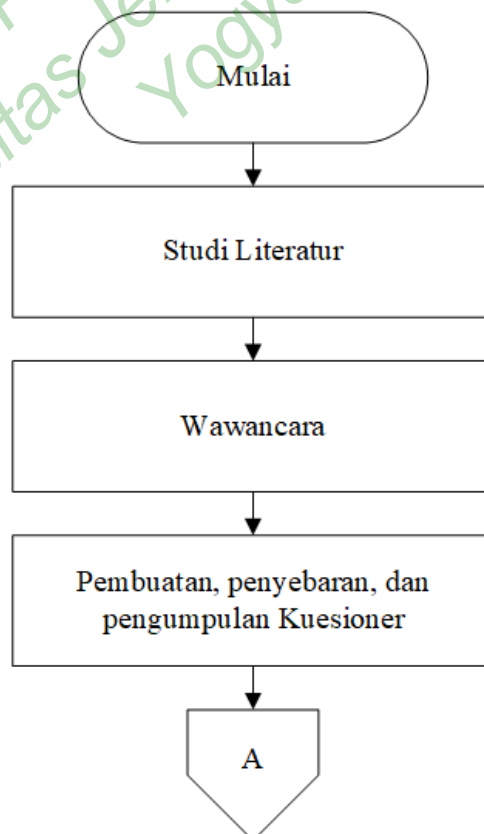 Mulai
Studi Literatur
Wawancara
Pembuatan, penyebaran, dan
pengumpulan Kuesioner
A